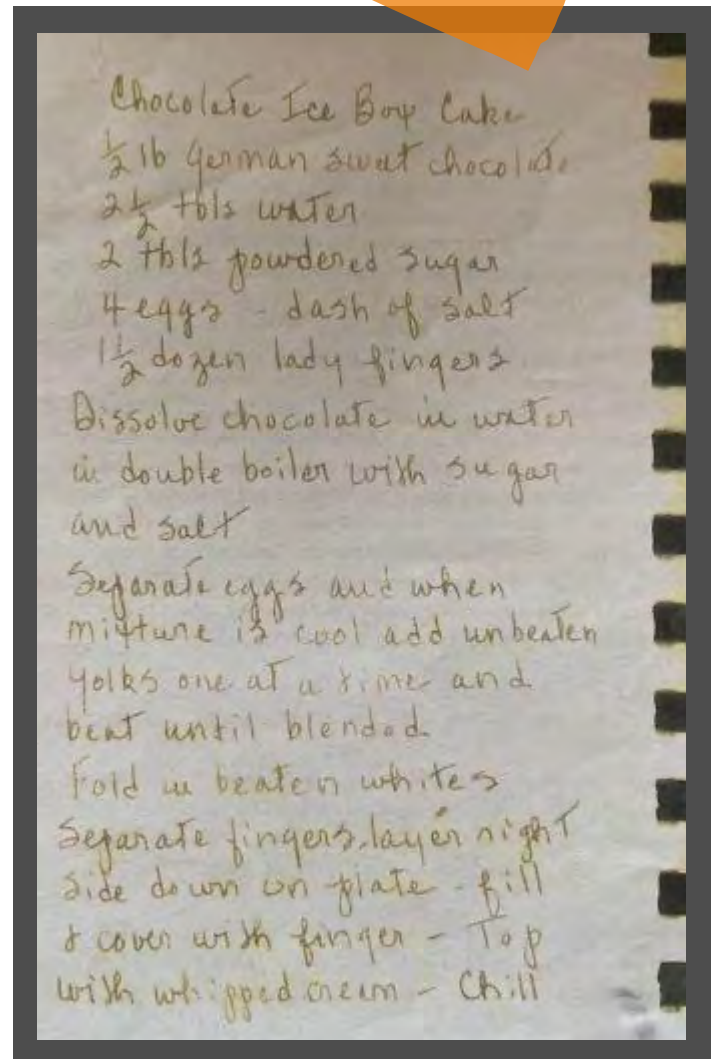 Chocolate Ice Box Cake
½ lb German sweet chocolate
2½ tbls water
2 tbls powdered sugar
4 eggs - dash of salt
1½ dozen lady fingers
Dissolve chocolate in water
in double boiler with sugar
and salt
Separate eggs and when
mixture is cool add unbeaten
yolks one at a time and
beat until blended
Fold in beaten whites
Separate fingers, layer right
side down on plate - fill
& cover with finger - Top
with whipped cream - Chill